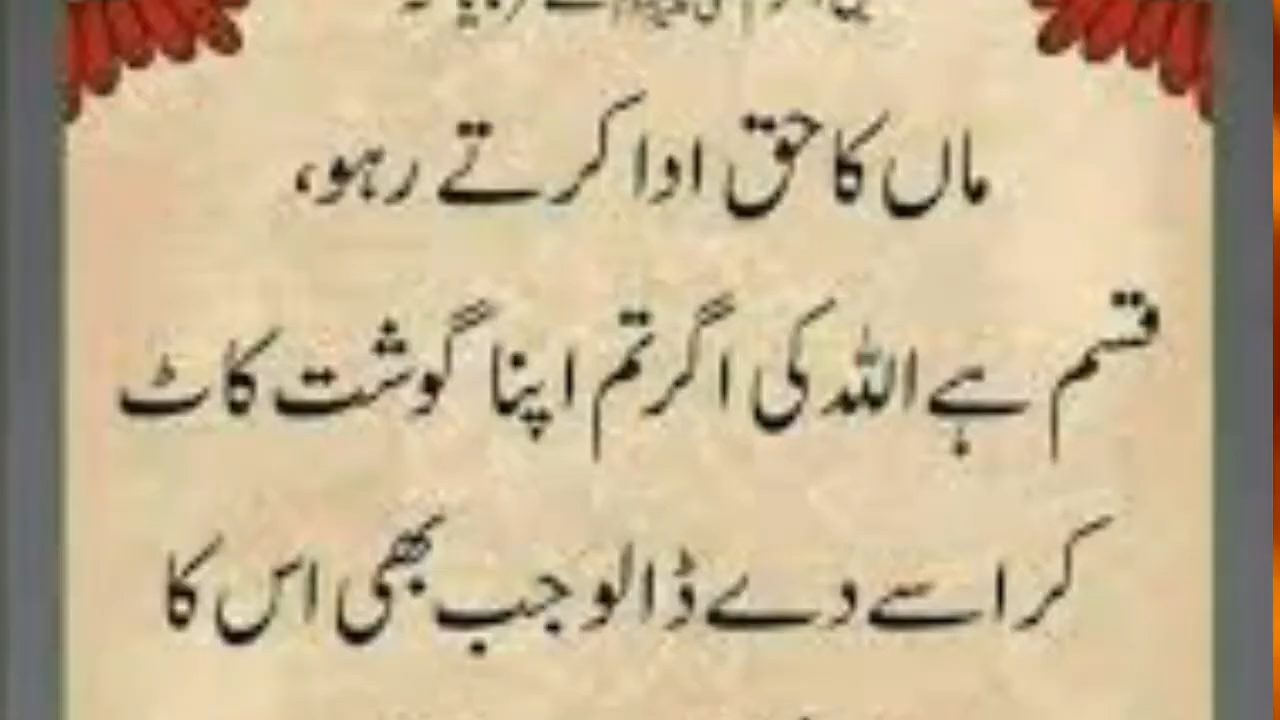 ماں کا حق ادا کرتے رہو،
قسم ہے اللہ کی اگر تم اپنا گوشت کاٹ
کر اسے دے ڈالو جب بھی اس کا